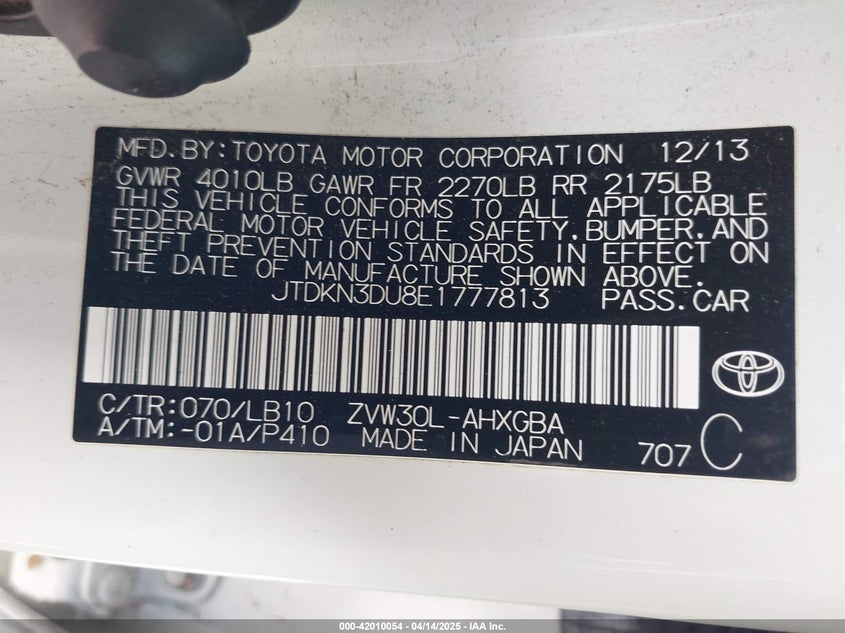 MFD.BY:TOYOTA MOTOR CORPORATION 12/13
GVWR 4010LB GAWR FR 2270LB RR 2175LB
THIS VEHICLE CONFORMS TO ALL APPLICABLE
FEDERAL MOTOR VEHICLE SAFETY,BUMPER,AND
THEFT PREVENTION STANDARDS IN EFFECT ON
THE DATE OF MANUFACTURE SHOWN ABOVE.
JTDKN3DU8E1777813 PASS.CAR
C/TR:070/LB10 ZVW30L-AHXGBA
A/TM:-01A/P410 MADE IN JAPAN 707 C
000-42010054 - 04/14/2025 - IAA Inc.